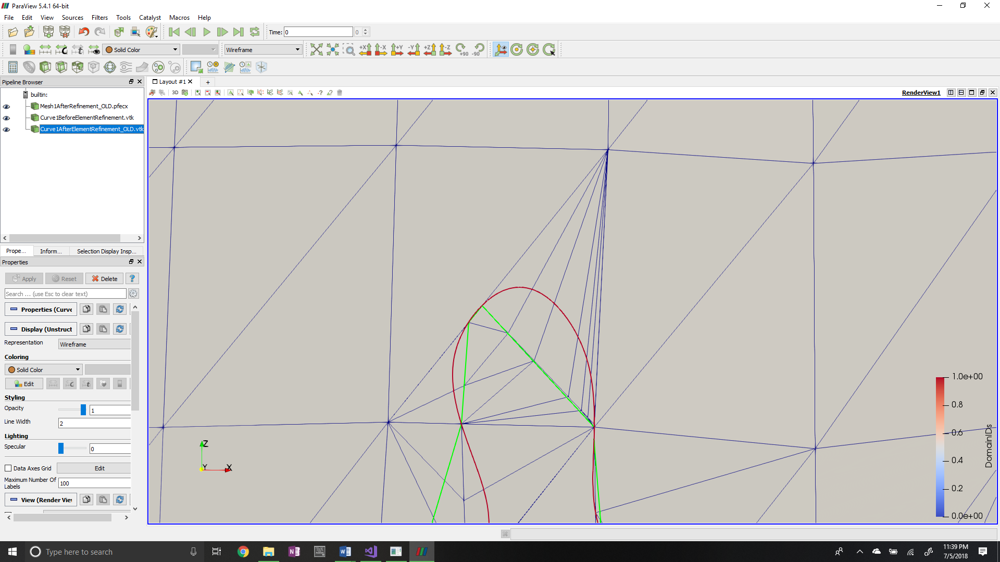 ParaView 5.4.1 64-bit
File Edit View Sources Filters Tools Catalyst Macros Help
Time: 0 0
Solid Color Wireframe +X -X +Y -Y +Z -Z +90 -90
Pipeline Browser
Layout #1 +
3D RenderView1
builtin:
Mesh1AfterRefinement_OLD.pfecx
Curve1BeforeElementRefinement.vtk
Curve1AfterElementRefinement_OLD.vtk
Prope... Inform... Selection Display Insp...
Properties
Apply Reset Delete ?
Search ... (use Esc to clear text)
Properties (Curve
Display (Unstruct
Representation Wireframe
Coloring
Solid Color
Edit
Styling
Opacity 1
Line Width 2
Lighting
Specular 0
Data Axes Grid Edit
Maximum Number Of Labels 100
View (Render Vie
Z
Y X
1.0e+00
0.8
0.6
0.4
0.2
0.0e+00
DomainIDs
Type here to search
11:39 PM
7/5/2018